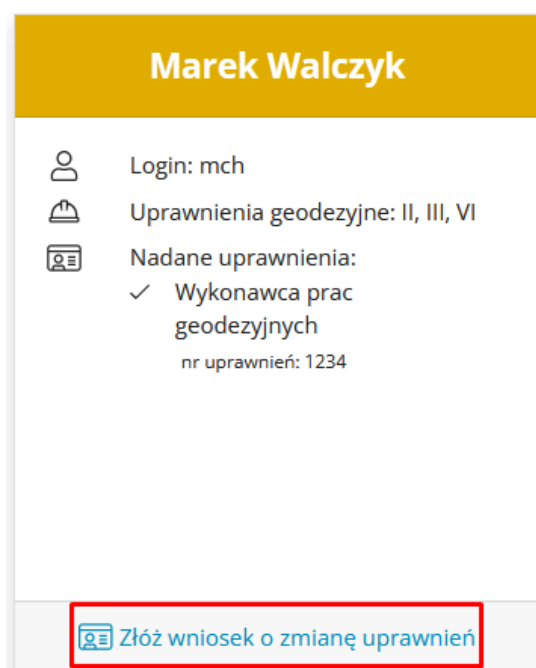 Marek Walczyk
Login: mch
Uprawnienia geodezyjne: II, III, VI
Nadane uprawnienia:
Wykonawca prac
geodezyjnych
nr uprawnień: 1234
Złóż wniosek o zmianę uprawnień